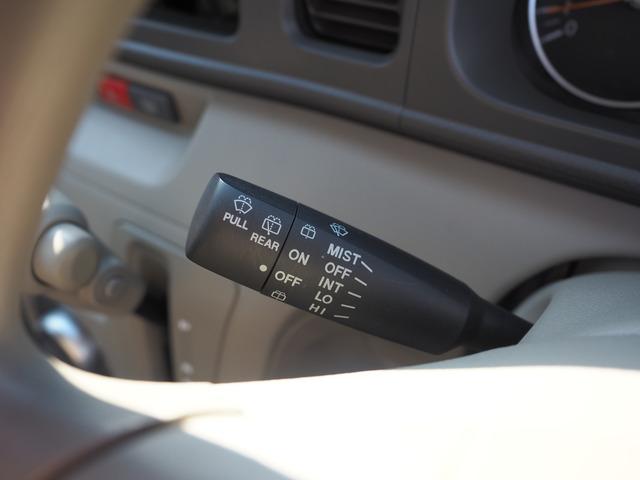 PULL
REAR
ON
OFF
MIST
OFF
INT
LO
HI